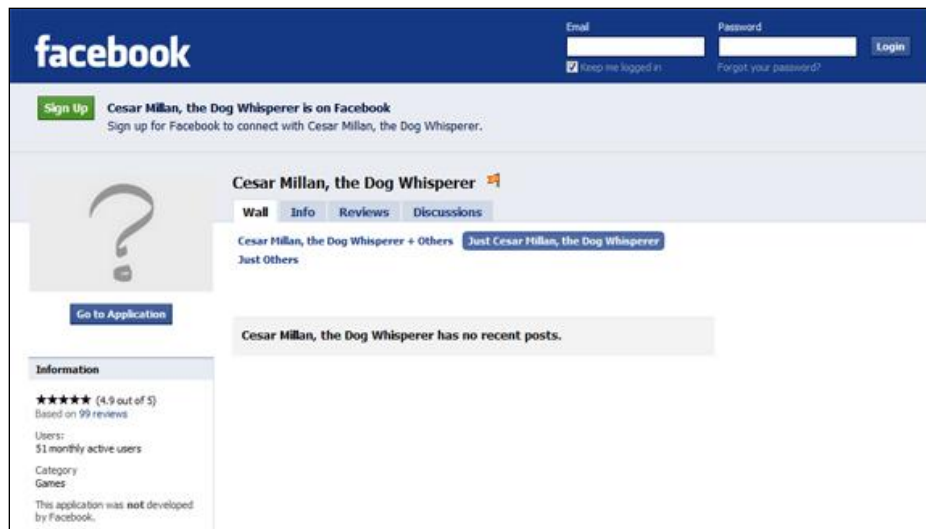 facebook
Email
Password
Login
Keep me logged in
Forgot your password?
Sign Up
Cesar Millan, the Dog Whisperer is on Facebook
Sign up for Facebook to connect with Cesar Millan, the Dog Whisperer.
?
Cesar Millan, the Dog Whisperer
Wall Info Reviews Discussions
Cesar Millan, the Dog Whisperer + Others Just Cesar Millan, the Dog Whisperer
Just Others
Go to Application
Cesar Millan, the Dog Whisperer has no recent posts.
Information
★★★★★ (4.9 out of 5)
Based on 99 reviews
Users:
51 monthly active users
Category
Games
This application was not developed
by Facebook.